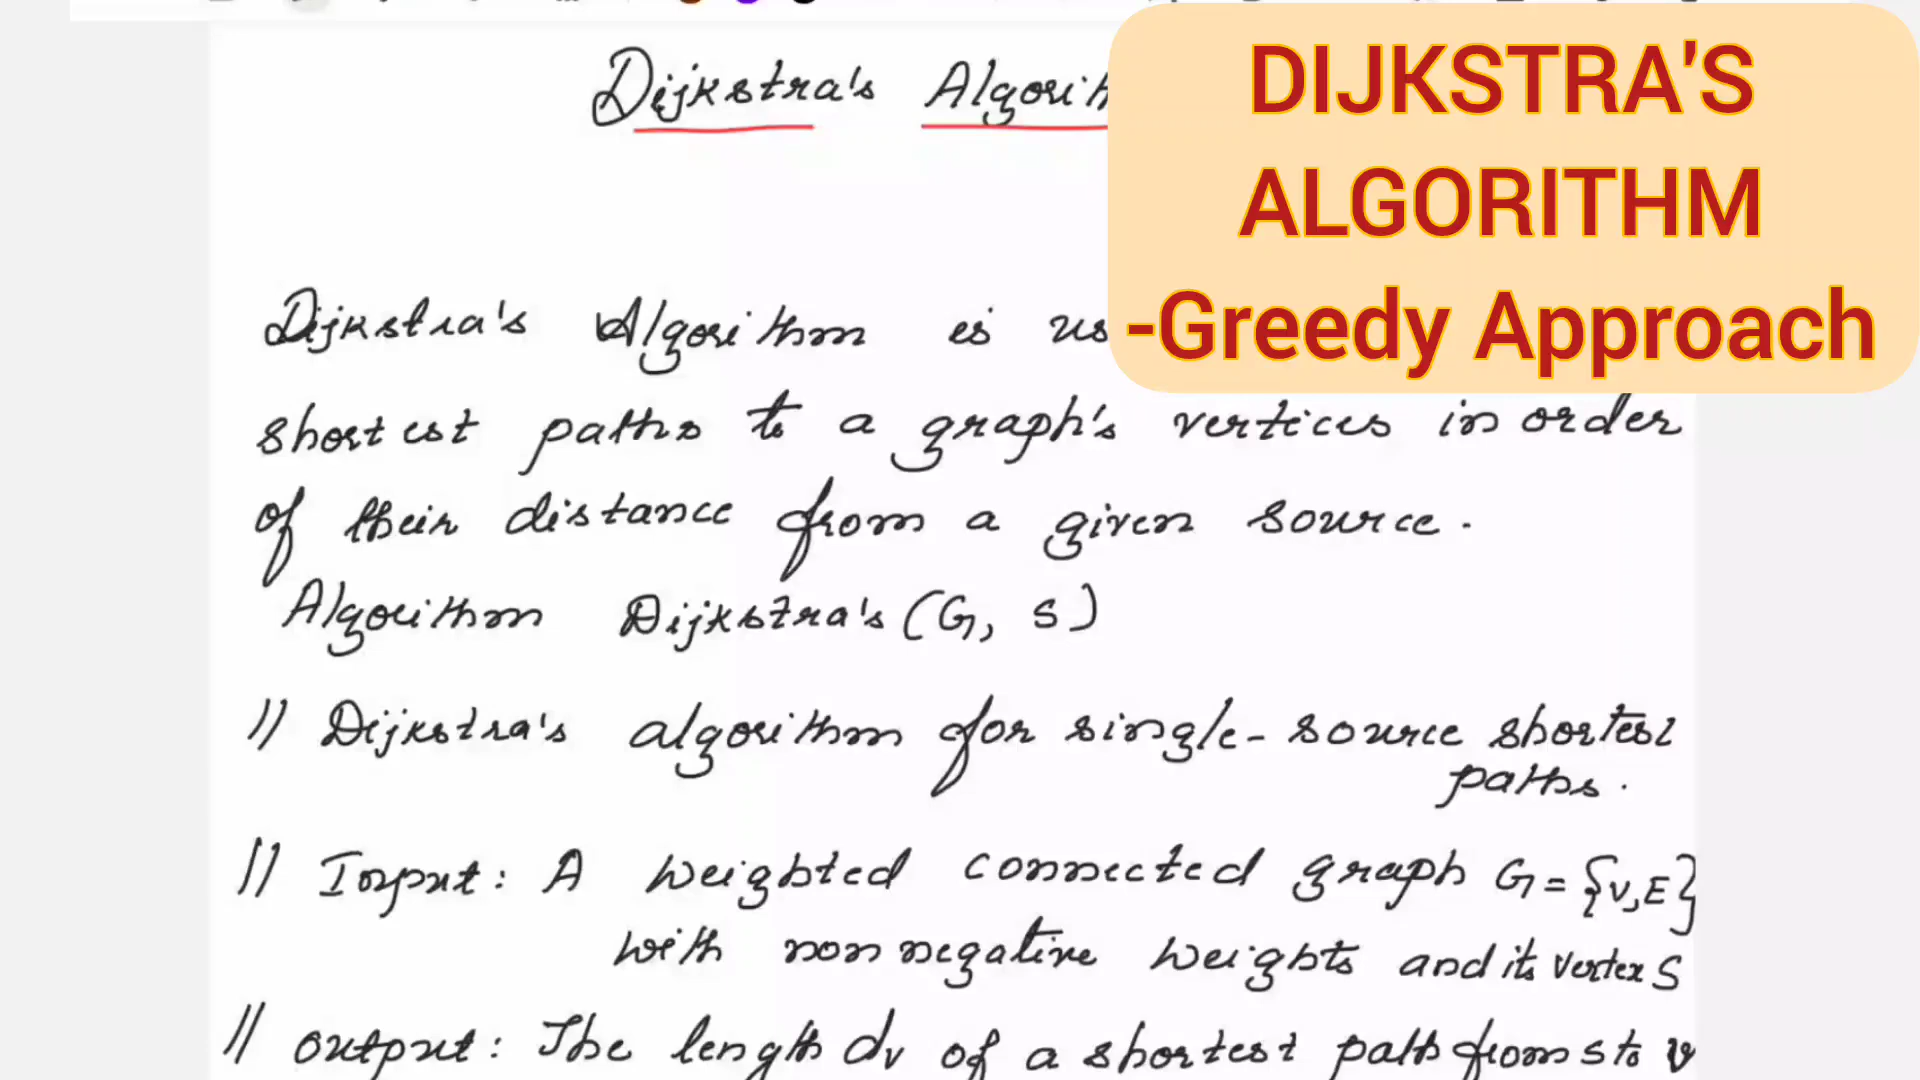 Dijkstra's Algorith
DIJKSTRA'S
ALGORITHM
-Greedy Approach
Dijkstra's Algorithm is us
shortest paths to a graph's vertices in order
of their distance from a given source.
Algorithm Dijkstra's (G, S)
// Dijkstra's algorithm for single-source shortest
paths.
// Input: A weighted connected graph G = {V, E}
with non negative weights and its vertex S
// output: The length dv of a shortest path from s to v